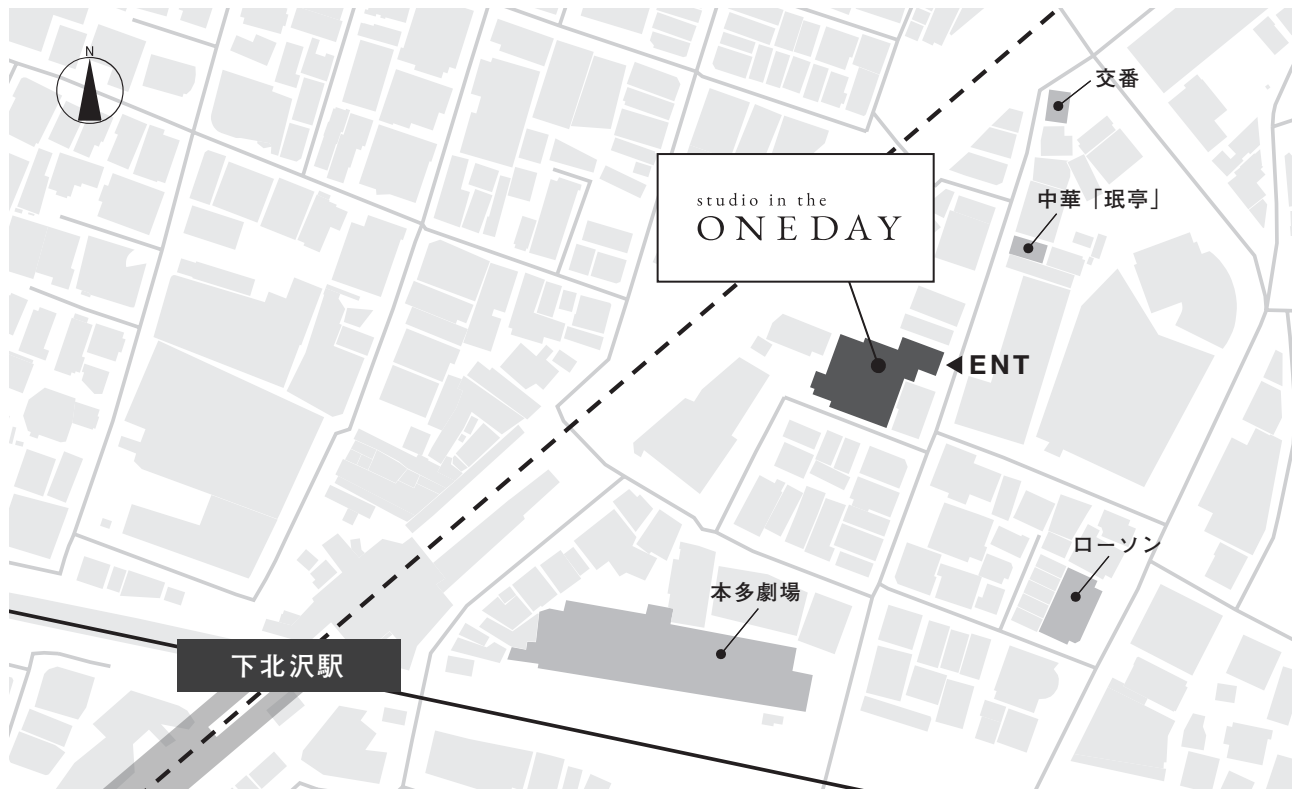 N
交番
中華「珉亭」
studio in the
ONEDAY
ENT
ローソン
本多劇場
下北沢駅